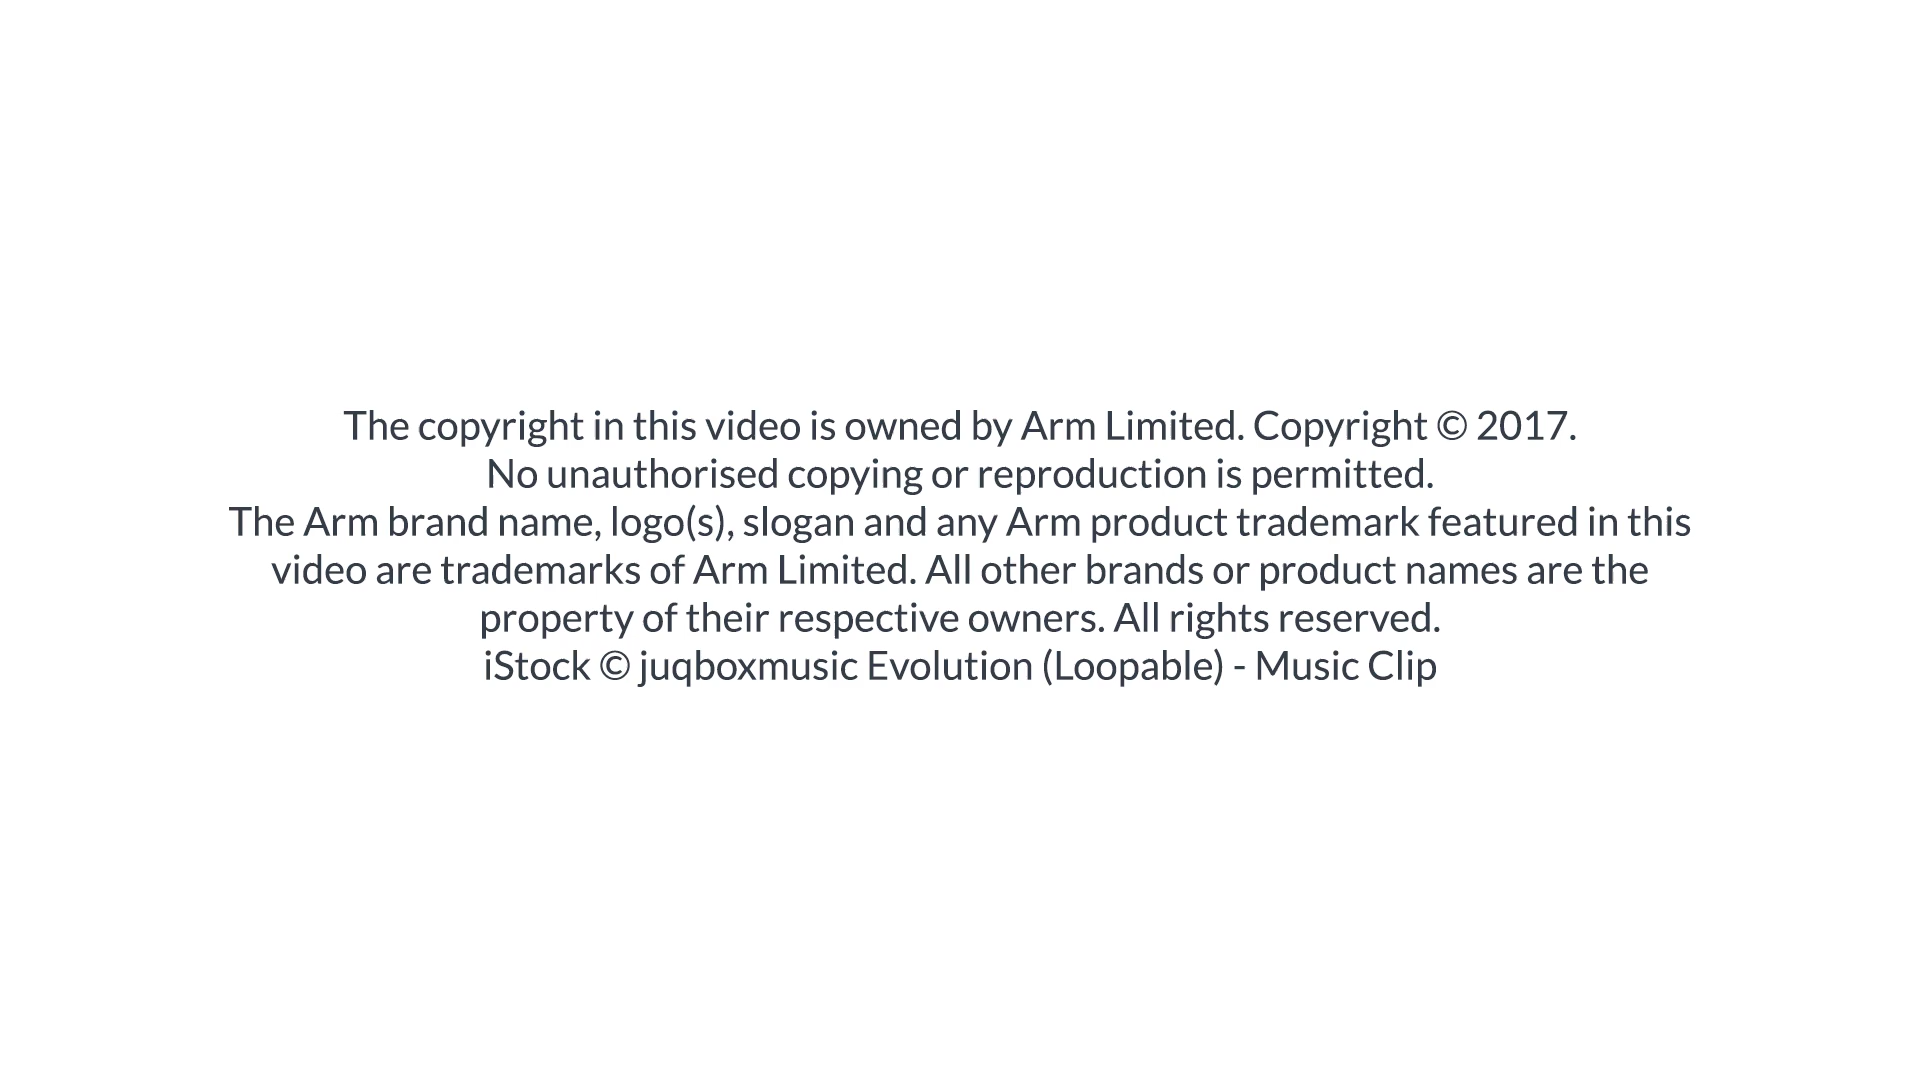 The copyright in this video is owned by Arm Limited. Copyright © 2017.
No unauthorised copying or reproduction is permitted.
The Arm brand name, logo(s), slogan and any Arm product trademark featured in this
video are trademarks of Arm Limited. All other brands or product names are the
property of their respective owners. All rights reserved.
iStock © juqboxmusic Evolution (Loopable) - Music Clip